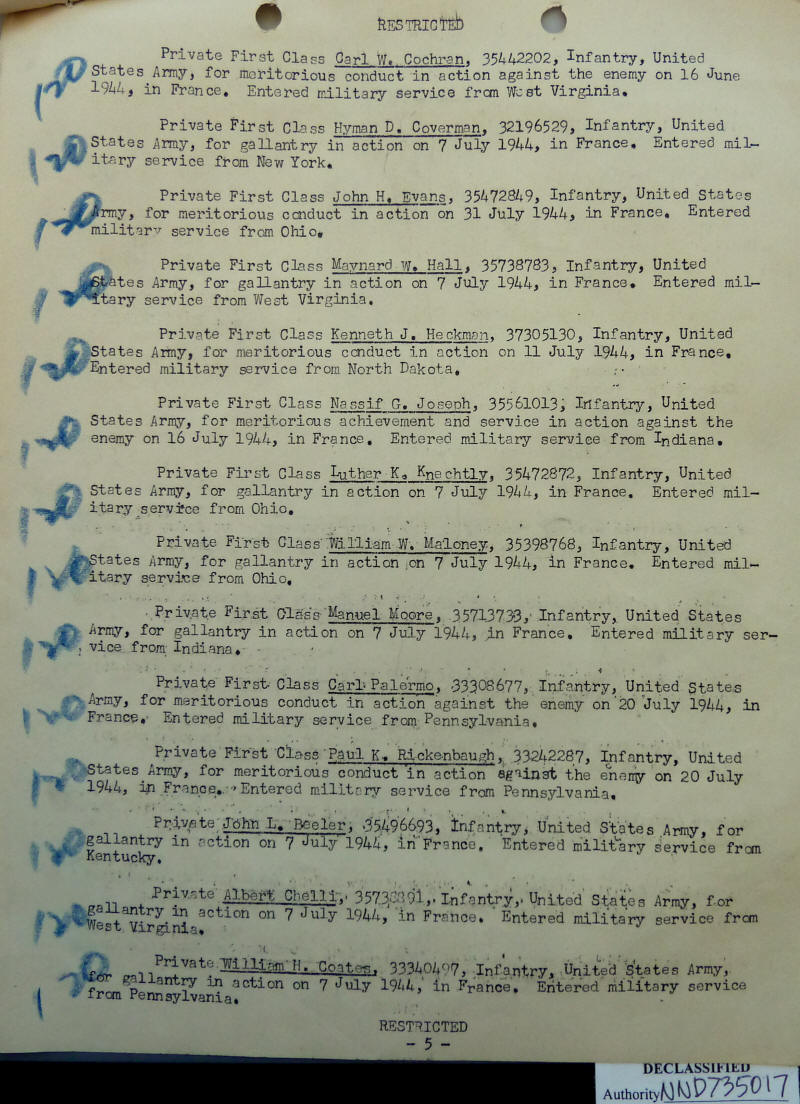 RESTRICTED
Private First Class Carl W. Cochran, 35442202, Infantry, United
States Army, for meritorious conduct in action against the enemy on 16 June
1944, in France. Entered military service from West Virginia.
Private First Class Hyman D. Coverman, 32196529, Infantry, United
States Army, for gallantry in action on 7 July 1944, in France. Entered mil-
itary service from New York.
Private First Class John H. Evans, 35472849, Infantry, United States
Army, for meritorious conduct in action on 31 July 1944, in France. Entered
military service from Ohio.
Private First Class Maynard W. Hall, 35738783, Infantry, United
States Army, for gallantry in action on 7 July 1944, in France. Entered mil-
itary service from West Virginia.
Private First Class Kenneth J. Heckman, 37305130, Infantry, United
States Army, for meritorious conduct in action on 11 July 1944, in France.
Entered military service from North Dakota.
Private First Class Nassif G. Joseph, 35561013, Infantry, United
States Army, for meritorious achievement and service in action against the
enemy on 16 July 1944, in France. Entered military service from Indiana.
Private First Class Luther K. Knechtly, 35472872, Infantry, United
States Army, for gallantry in action on 7 July 1944, in France. Entered mil-
itary service from Ohio.
Private First Class William W. Maloney, 35398768, Infantry, United
States Army, for gallantry in action on 7 July 1944, in France. Entered mil-
itary service from Ohio.
Private First Class Manuel Moore, 35713733, Infantry, United States
Army, for gallantry in action on 7 July 1944, in France. Entered military ser-
vice from Indiana.
Private First Class Carl Palermo, 33308677, Infantry, United States
Army, for meritorious conduct in action against the enemy on 20 July 1944, in
France. Entered military service from Pennsylvania.
Private First Class Paul K. Rickenbaugh, 33242287, Infantry, United
States Army, for meritorious conduct in action against the enemy on 20 July
1944, in France. Entered military service from Pennsylvania.
Private John L. Beeler, 35496693, Infantry, United States Army, for
gallantry in action on 7 July 1944, in France. Entered military service from
Kentucky.
Private Albert Chelli, Infantry, United States Army, for
gallantry in action on 7 July 1944, in France. Entered military service from
West Virginia.
Private William H. Coates, 33340497, Infantry, United States Army,
for gallantry in action on 7 July 1944, in France. Entered military service
from Pennsylvania.
RESTRICTED
- 5 -
DECLASSIFIED
Authority NND735017